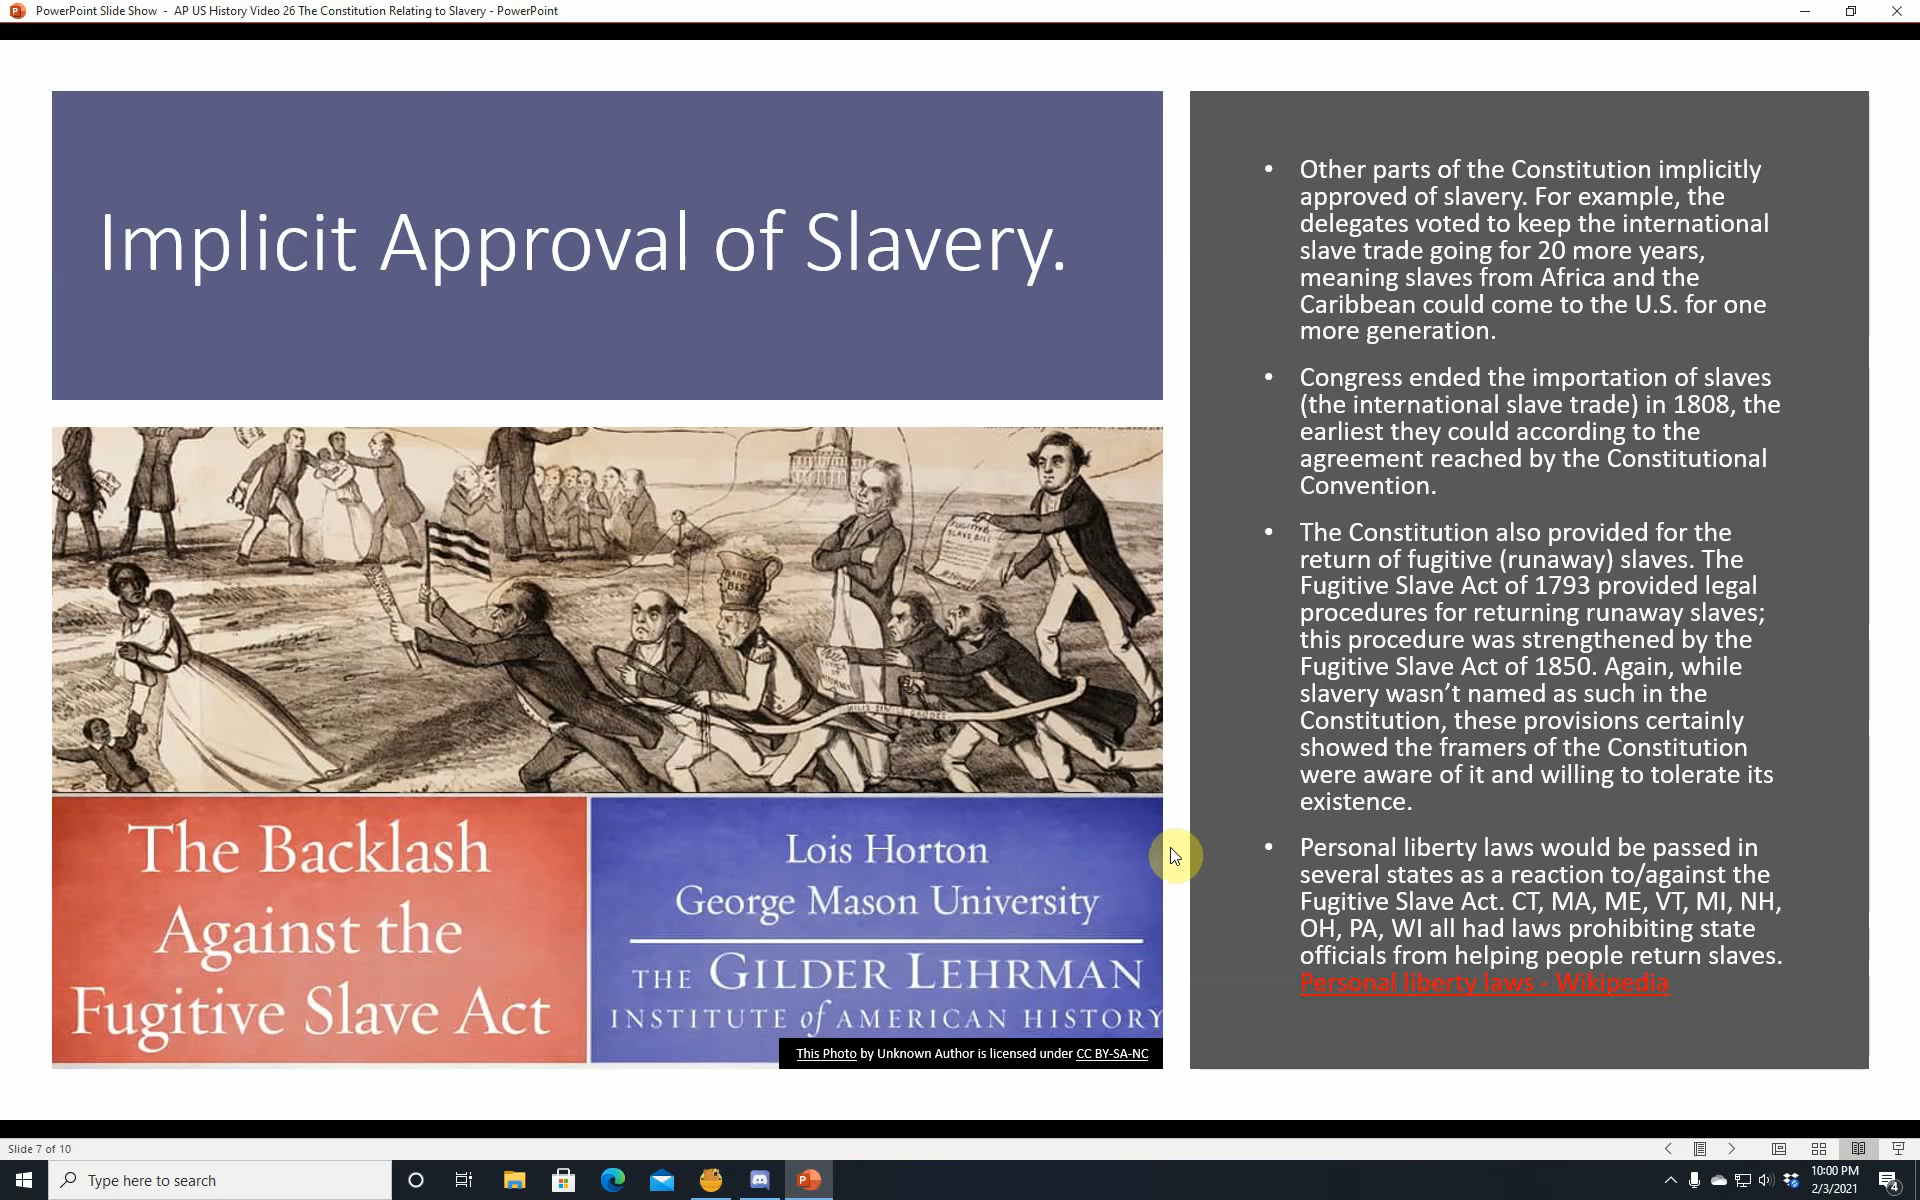 PowerPoint Slide Show - AP US History Video 26 The Constitution Relating to Slavery - PowerPoint
Implicit Approval of Slavery.
FUGITIVE
SLAVE BILL
The Backlash
Against the
Fugitive Slave Act
Lois Horton
George Mason University
THE GILDER LEHRMAN
INSTITUTE of AMERICAN HISTORY
This Photo by Unknown Author is licensed under CC BY-SA-NC
• Other parts of the Constitution implicitly
approved of slavery. For example, the
delegates voted to keep the international
slave trade going for 20 more years,
meaning slaves from Africa and the
Caribbean could come to the U.S. for one
more generation.
• Congress ended the importation of slaves
(the international slave trade) in 1808, the
earliest they could according to the
agreement reached by the Constitutional
Convention.
• The Constitution also provided for the
return of fugitive (runaway) slaves. The
Fugitive Slave Act of 1793 provided legal
procedures for returning runaway slaves;
this procedure was strengthened by the
Fugitive Slave Act of 1850. Again, while
slavery wasn’t named as such in the
Constitution, these provisions certainly
showed the framers of the Constitution
were aware of it and willing to tolerate its
existence.
• Personal liberty laws would be passed in
several states as a reaction to/against the
Fugitive Slave Act. CT, MA, ME, VT, MI, NH,
OH, PA, WI all had laws prohibiting state
officials from helping people return slaves.
Personal liberty laws - Wikipedia
Slide 7 of 10
Type here to search
10:00 PM
2/3/2021
4